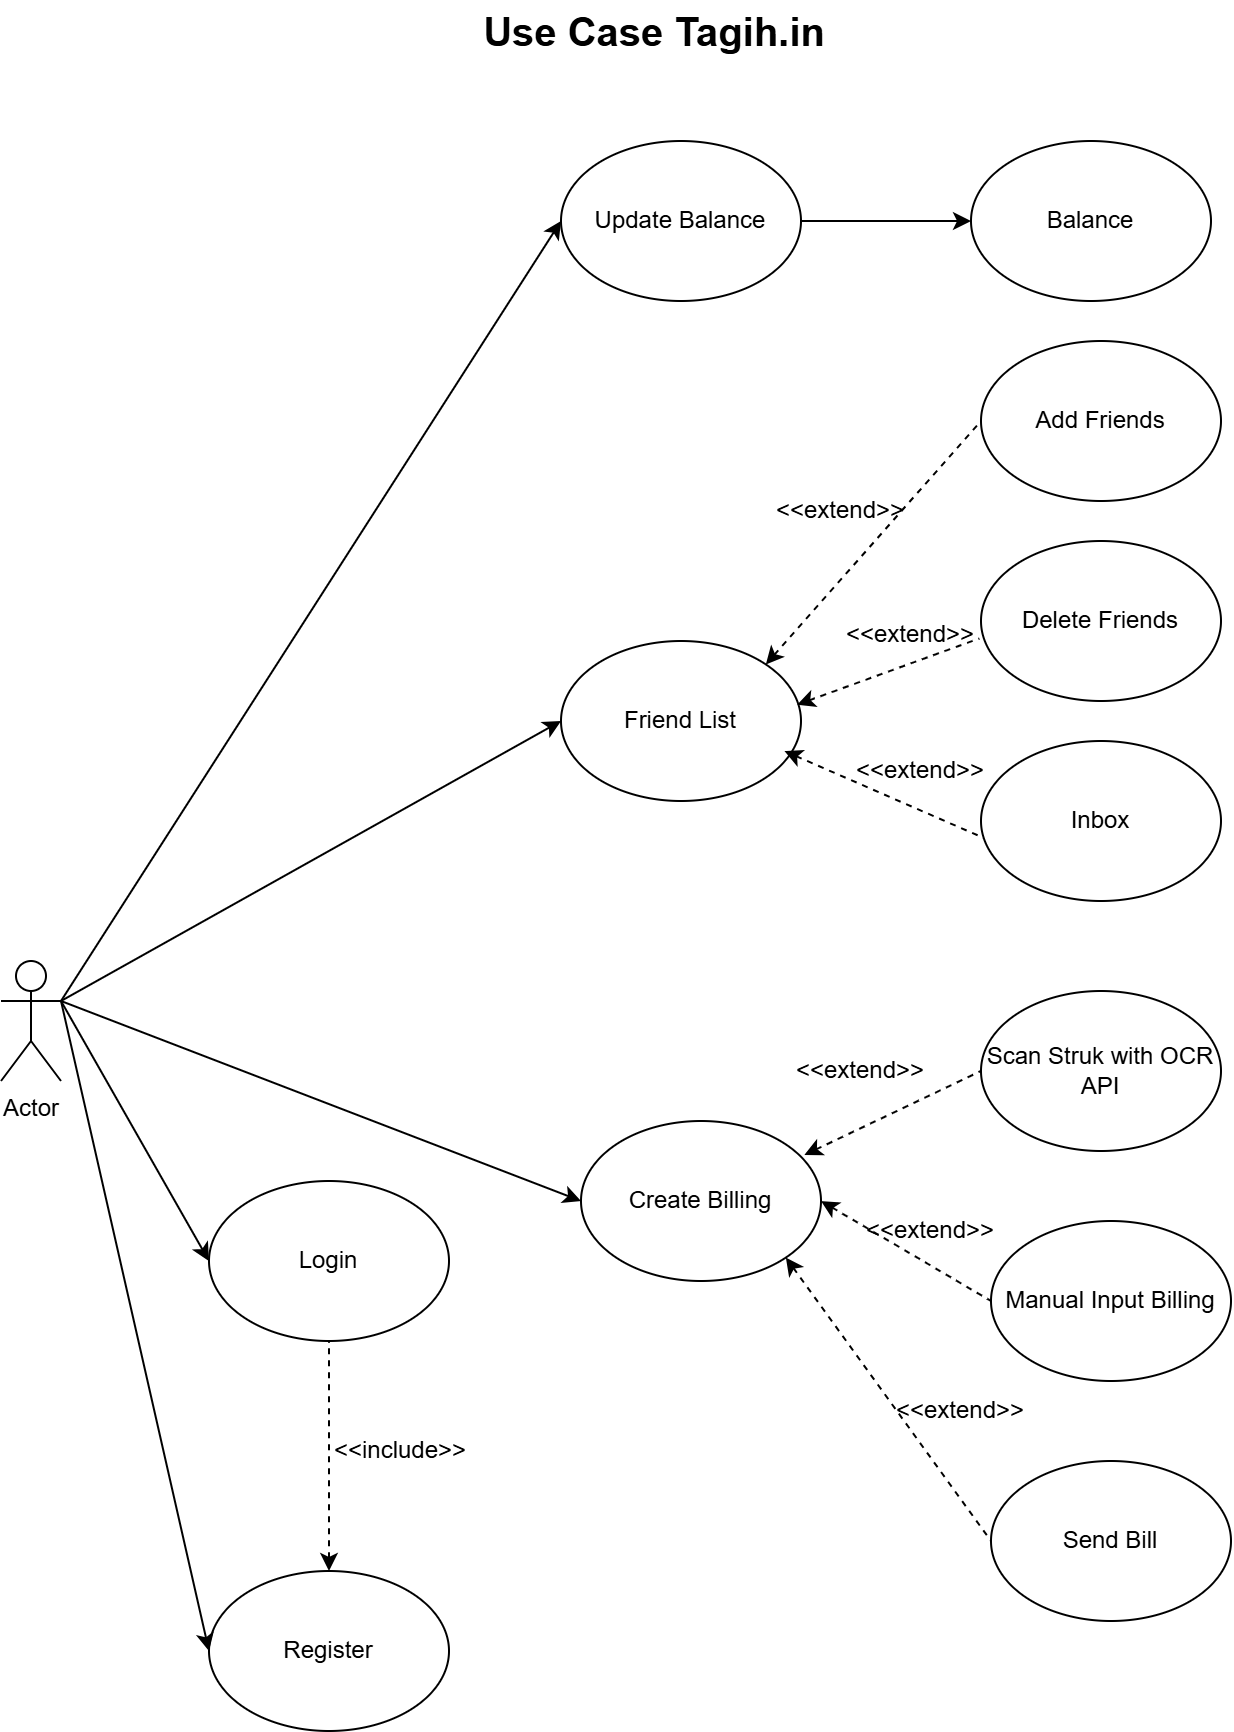 Use Case Tagih.in
Update Balance
Balance
Add Friends
<<extend>>
Delete Friends
<<extend>>
Friend List
<<extend>>
Inbox
Actor
Scan Struk with OCR
API
<<extend>>
Create Billing
<<extend>>
Manual Input Billing
Login
<<extend>>
<<include>>
Send Bill
Register